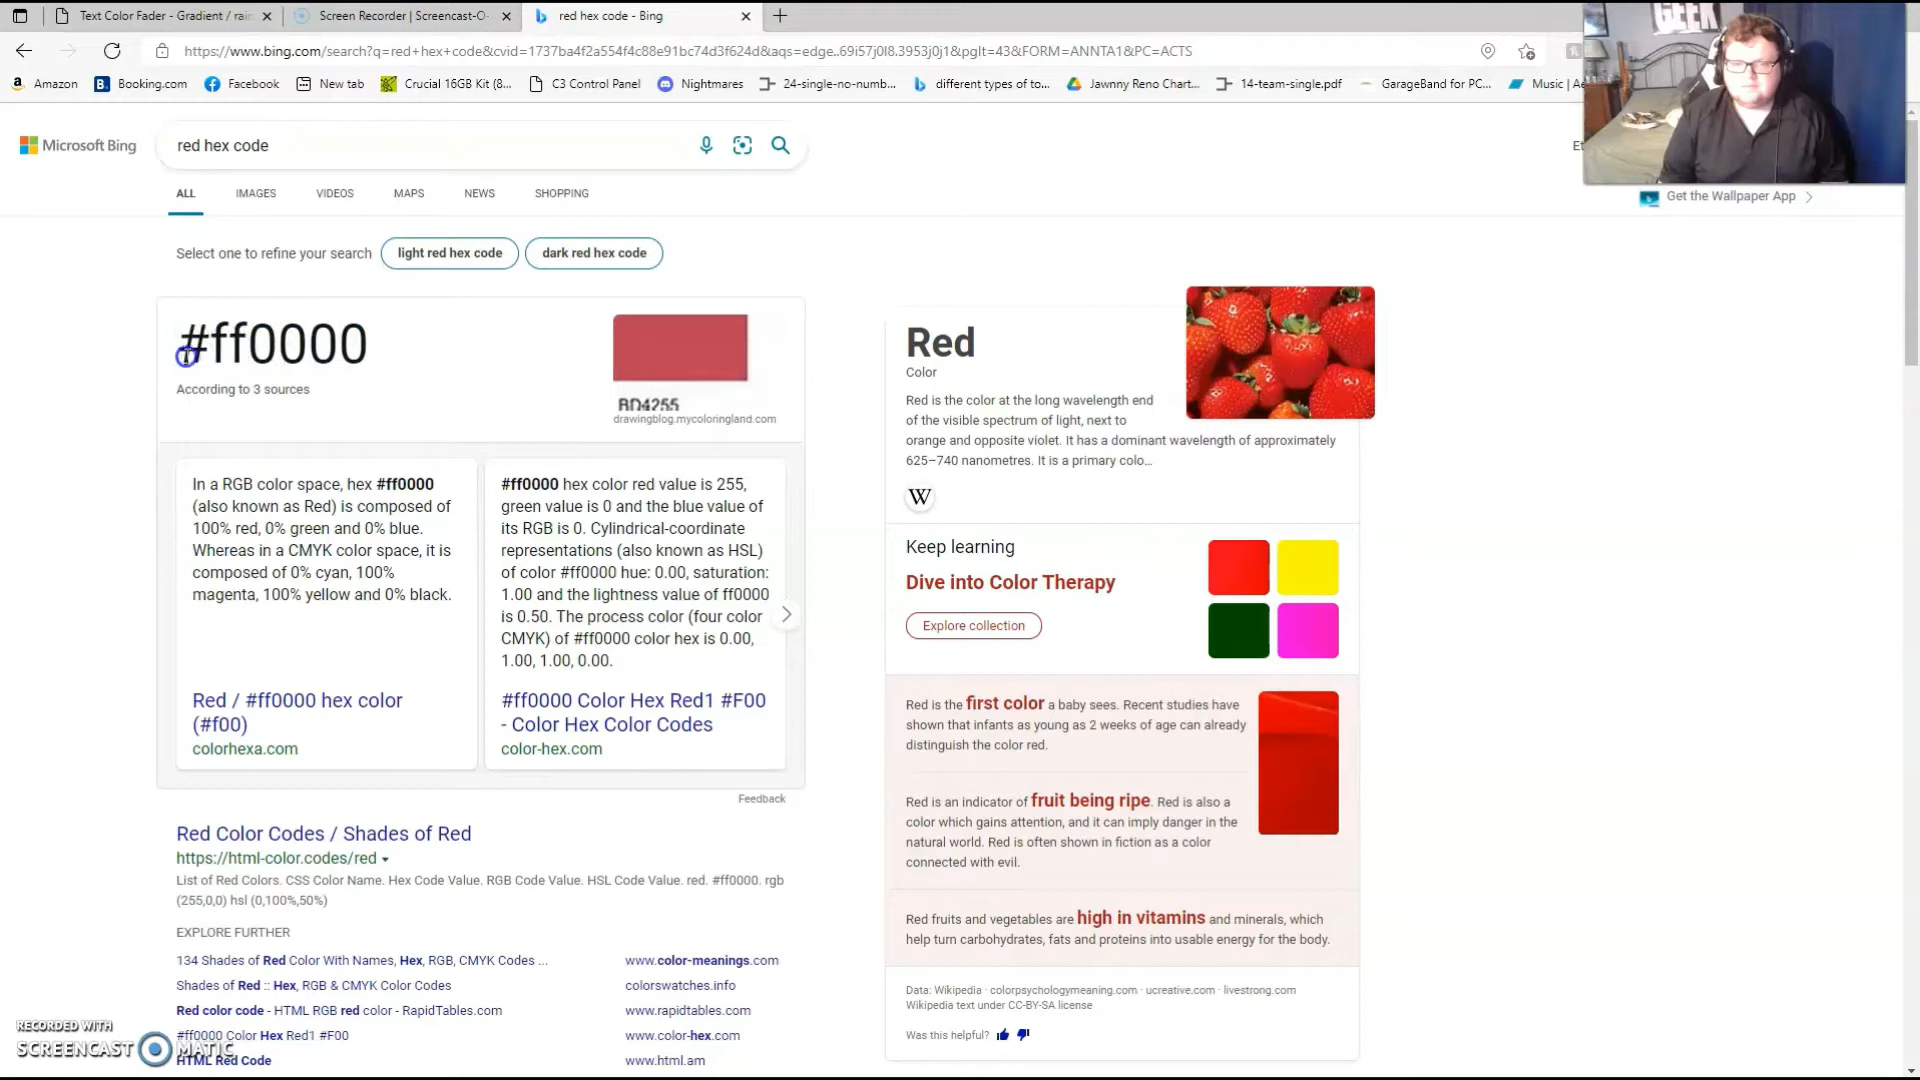 Text Color Fader - Gradient / rain
Screen Recorder | Screencast-O-
red hex code - Bing
https://www.bing.com/search?q=red+hex+code&cvid=1737ba4f2a554f4c88e91bc74d3f624d&aqs=edge..69i57j0l8.3953j0j1&pglt=43&FORM=ANNTA1&PC=ACTS
Amazon
Booking.com
Facebook
New tab
Crucial 16GB Kit (8...
C3 Control Panel
Nightmares
24-single-no-numb...
different types of to...
Jawnny Reno Chart...
14-team-single.pdf
GarageBand for PC...
Music | Ae
GEEK
Microsoft Bing
red hex code
Et
ALL
IMAGES
VIDEOS
MAPS
NEWS
SHOPPING
Get the Wallpaper App
Select one to refine your search
light red hex code
dark red hex code
#ff0000
According to 3 sources
BD4255
drawingblog.mycoloringland.com
In a RGB color space, hex #ff0000
(also known as Red) is composed of
100% red, 0% green and 0% blue.
Whereas in a CMYK color space, it is
composed of 0% cyan, 100%
magenta, 100% yellow and 0% black.
Red / #ff0000 hex color
(#f00)
colorhexa.com
#ff0000 hex color red value is 255,
green value is 0 and the blue value of
its RGB is 0. Cylindrical-coordinate
representations (also known as HSL)
of color #ff0000 hue: 0.00, saturation:
1.00 and the lightness value of ff0000
is 0.50. The process color (four color
CMYK) of #ff0000 color hex is 0.00,
1.00, 1.00, 0.00.
#ff0000 Color Hex Red1 #F00
- Color Hex Color Codes
color-hex.com
Feedback
Red Color Codes / Shades of Red
https://html-color.codes/red
List of Red Colors. CSS Color Name. Hex Code Value. RGB Code Value. HSL Code Value. red. #ff0000. rgb
(255,0,0) hsl (0,100%,50%)
EXPLORE FURTHER
134 Shades of Red Color With Names, Hex, RGB, CMYK Codes ...
www.color-meanings.com
Shades of Red :: Hex, RGB & CMYK Color Codes
colorswatches.info
Red color code - HTML RGB red color - RapidTables.com
www.rapidtables.com
#ff0000 Color Hex Red1 #F00
www.color-hex.com
HTML Red Code
www.html.am
Red
Color
Red is the color at the long wavelength end
of the visible spectrum of light, next to
orange and opposite violet. It has a dominant wavelength of approximately
625–740 nanometres. It is a primary colo...
W
Keep learning
Dive into Color Therapy
Explore collection
Red is the first color a baby sees. Recent studies have
shown that infants as young as 2 weeks of age can already
distinguish the color red.
Red is an indicator of fruit being ripe. Red is also a
color which gains attention, and it can imply danger in the
natural world. Red is often shown in fiction as a color
connected with evil.
Red fruits and vegetables are high in vitamins and minerals, which
help turn carbohydrates, fats and proteins into usable energy for the body.
Data: Wikipedia · colorpsychologymeaning.com · ucreative.com · livestrong.com
Wikipedia text under CC-BY-SA license
Was this helpful?
RECORDED WITH
SCREENCAST MATIC